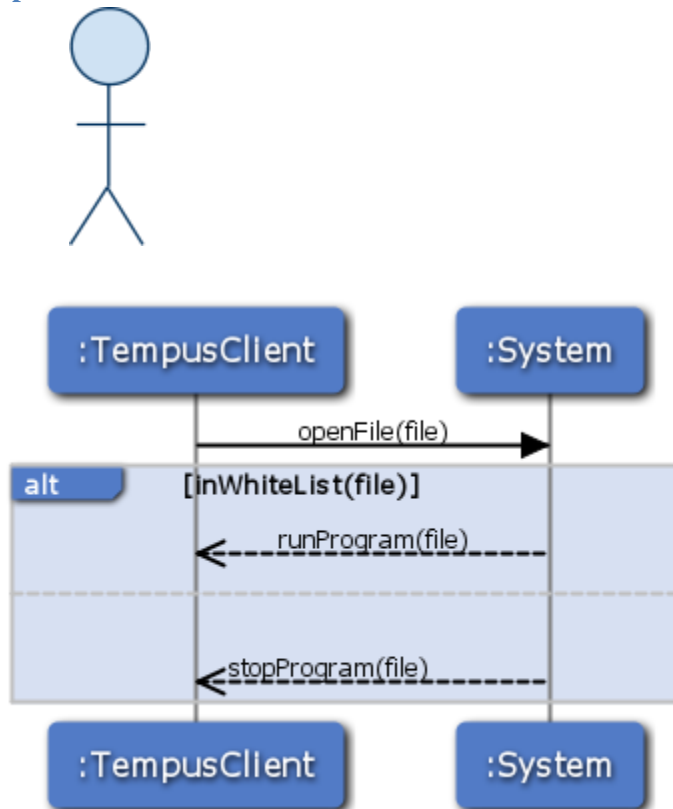 :TempusClient :System
openFile(file)
alt [inWhiteList(file)]
runProgram(file)
stopProgram(file)
:TempusClient :System